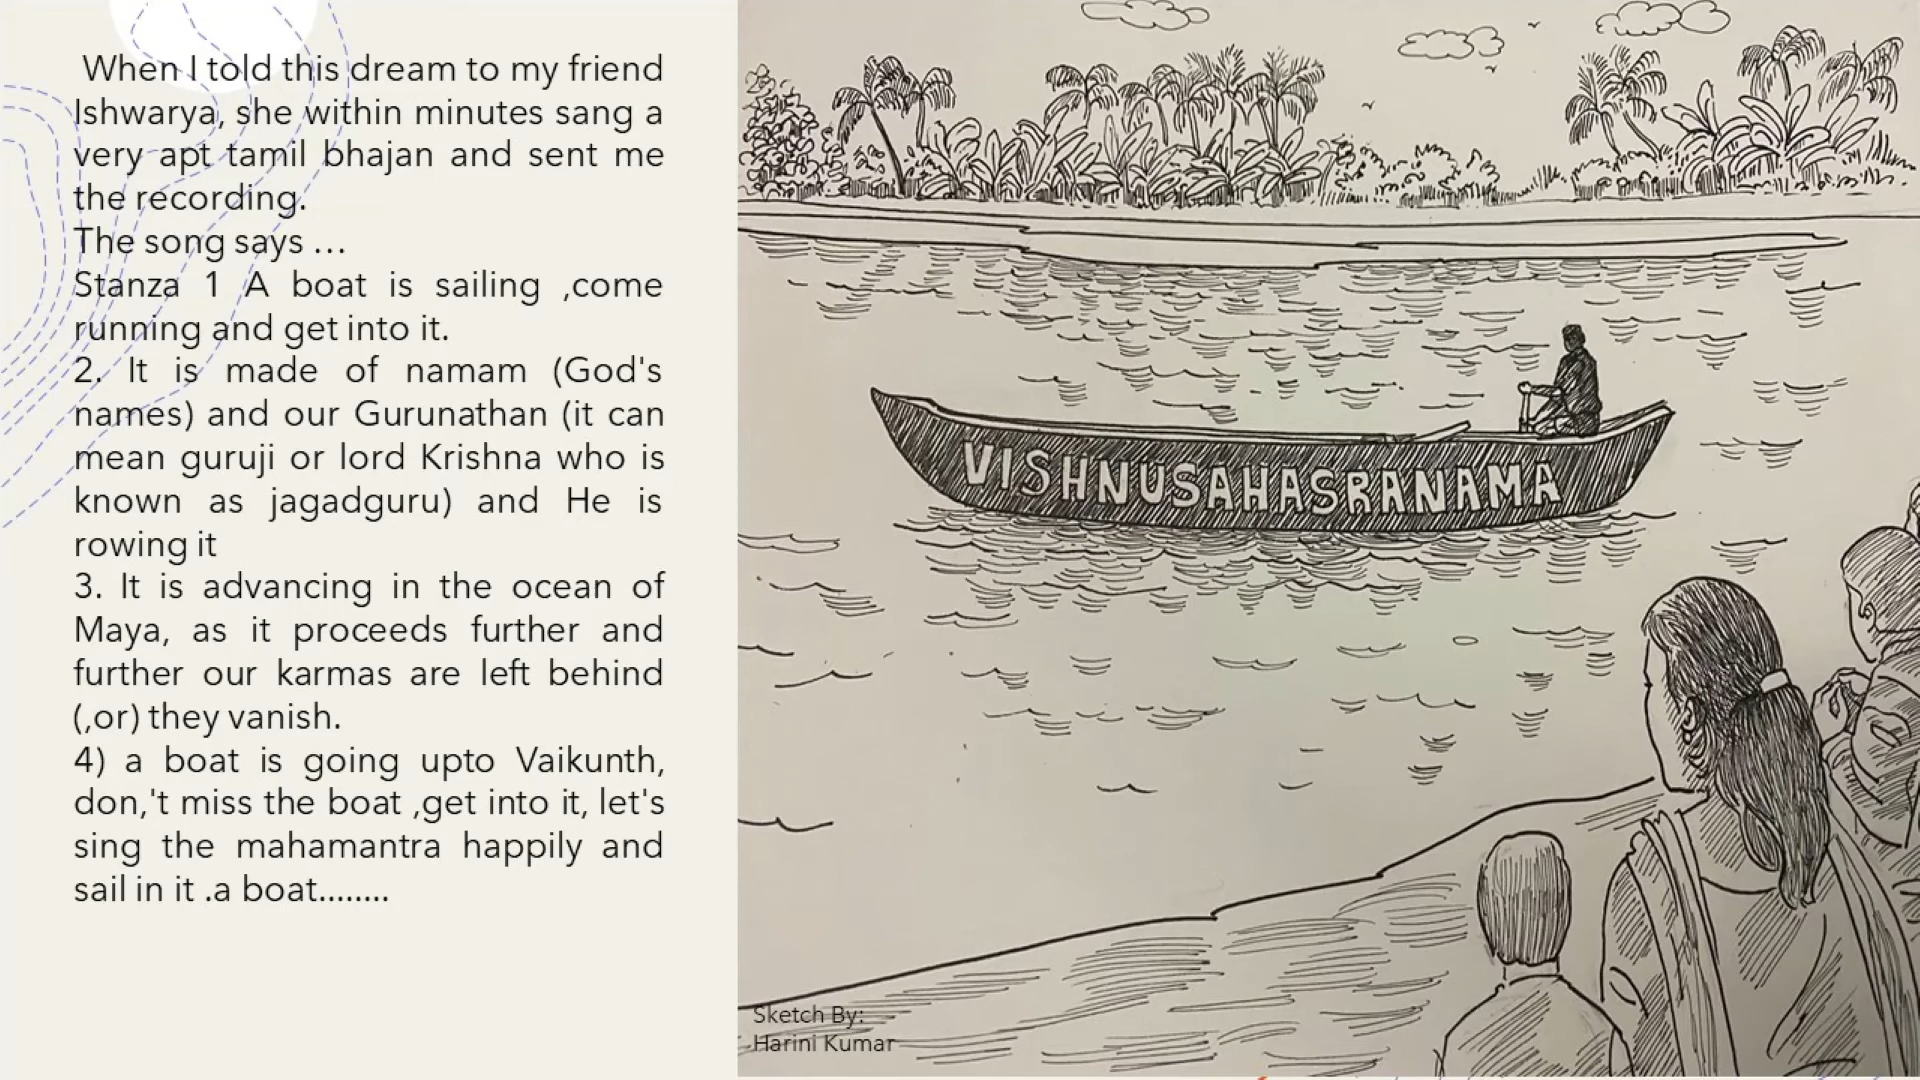 When I told this dream to my friend
Ishwarya, she within minutes sang a
very apt tamil bhajan and sent me
the recording.
The song says ...
Stanza 1 A boat is sailing ,come
running and get into it.
2. It is made of namam (God's
names) and our Gurunathan (it can
mean guruji or lord Krishna who is
known as jagadguru) and He is
rowing it
3. It is advancing in the ocean of
Maya, as it proceeds further and
further our karmas are left behind
(,or) they vanish.
4) a boat is going upto Vaikunth,
don,'t miss the boat ,get into it, let's
sing the mahamantra happily and
sail in it .a boat........
VISHNUSAHASRANAMA
Sketch By:
Harini Kumar